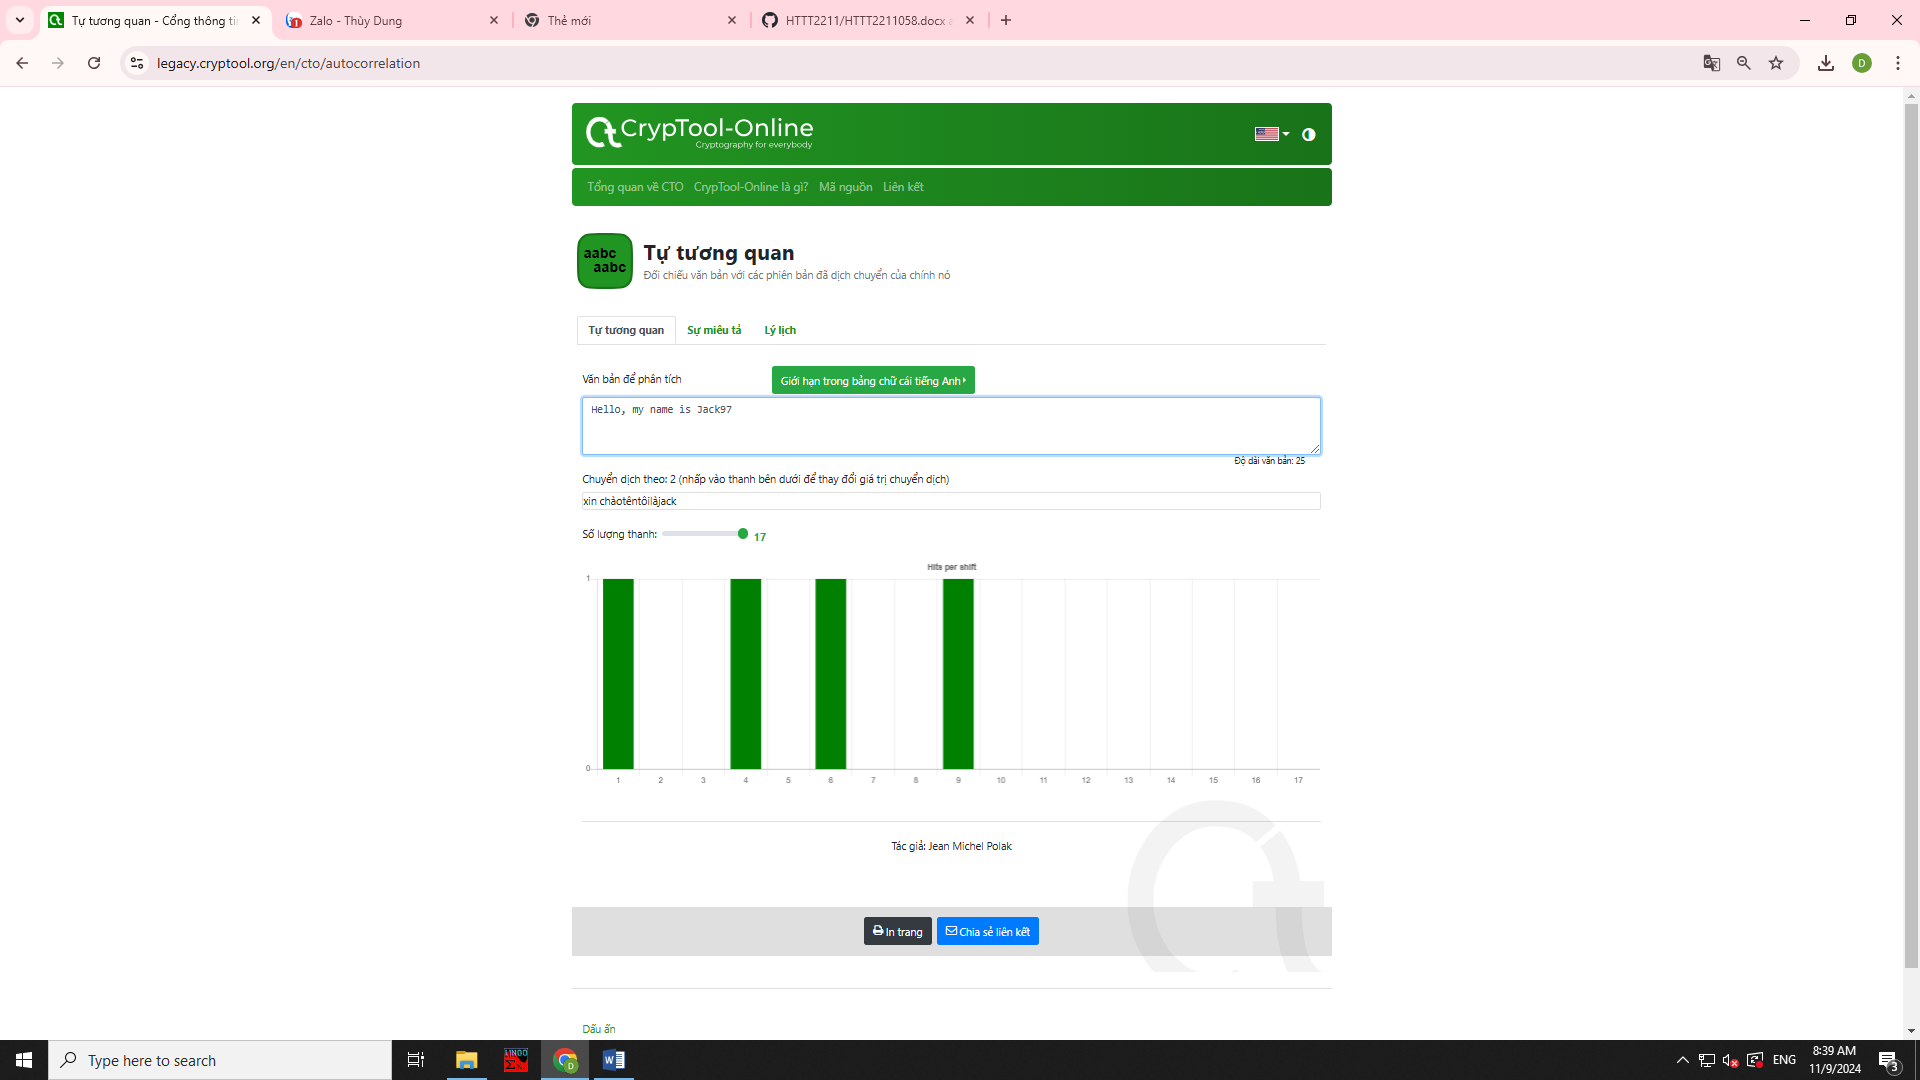 Tự tương quan - Cổng thông ti
Zalo - Thùy Dung
Thẻ mới
HTTT2211/HTTT2211058.docx a
legacy.cryptool.org/en/cto/autocorrelation
D
CrypTool-Online
Cryptography for everybody
Tổng quan về CTO CrypTool-Online là gì? Mã nguồn Liên kết
aabc
aabc
Tự tương quan
Đối chiếu văn bản với các phiên bản đã dịch chuyển của chính nó
Tự tương quan Sự miêu tả Lý lịch
Văn bản để phân tích
Giới hạn trong bảng chữ cái tiếng Anh
Hello, my name is Jack97
Độ dài văn bản: 25
Chuyển dịch theo: 2 (nhấp vào thanh bên dưới để thay đổi giá trị chuyển dịch)
xin chàotêntôilàjack
Số lượng thanh: 17
Hits per shift
1
0
1 2 3 4 5 6 7 8 9 10 11 12 13 14 15 16 17
Tác giả: Jean Michel Polak
In trang
Chia sẻ liên kết
Dấu ấn
Type here to search
LINGO
D
ENG
8:39 AM
11/9/2024
3